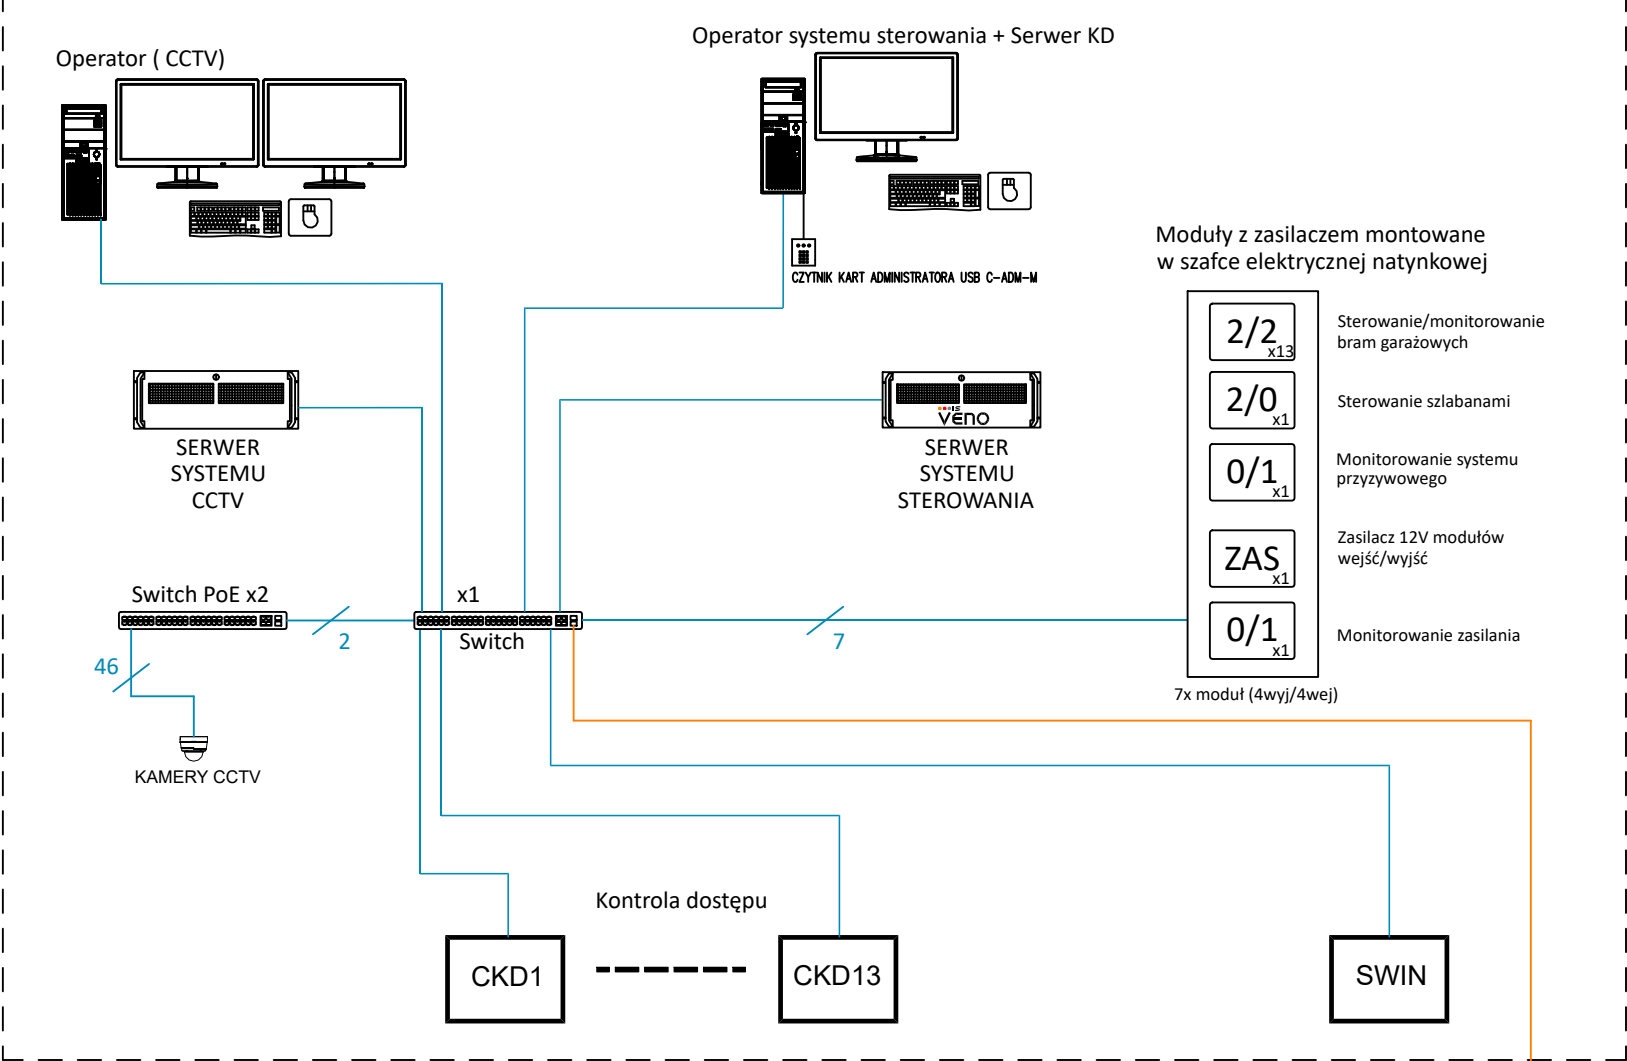 Operator ( CCTV)
Operator systemu sterowania + Serwer KD
CZYTNIK KART ADMINISTRATORA USB C-ADM-M
Moduły z zasilaczem montowane
w szafce elektrycznej natynkowej
2/2
x13
Sterowanie/monitorowanie
bram garażowych
2/0
x1
Sterowanie szlabanami
0/1
x1
Monitorowanie systemu
przyzywowego
ZAS
x1
Zasilacz 12V modułów
wejść/wyjść
0/1
x1
Monitorowanie zasilania
7x moduł (4wyj/4wej)
SERWER
SYSTEMU
CCTV
iS
VENO
SERWER
SYSTEMU
STEROWANIA
Switch PoE x2
x1
Switch
2
7
46
KAMERY CCTV
Kontrola dostępu
CKD1
CKD13
SWIN